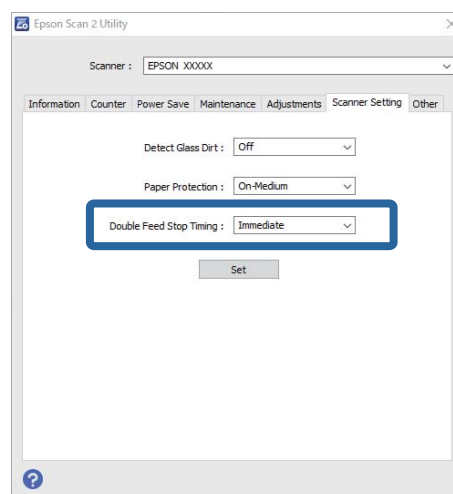 Epson Scan 2 Utility
Scanner : EPSON XXXXX
Information Counter Power Save Maintenance Adjustments Scanner Setting Other
Detect Glass Dirt : Off
Paper Protection : On-Medium
Double Feed Stop Timing : Immediate
Set
?